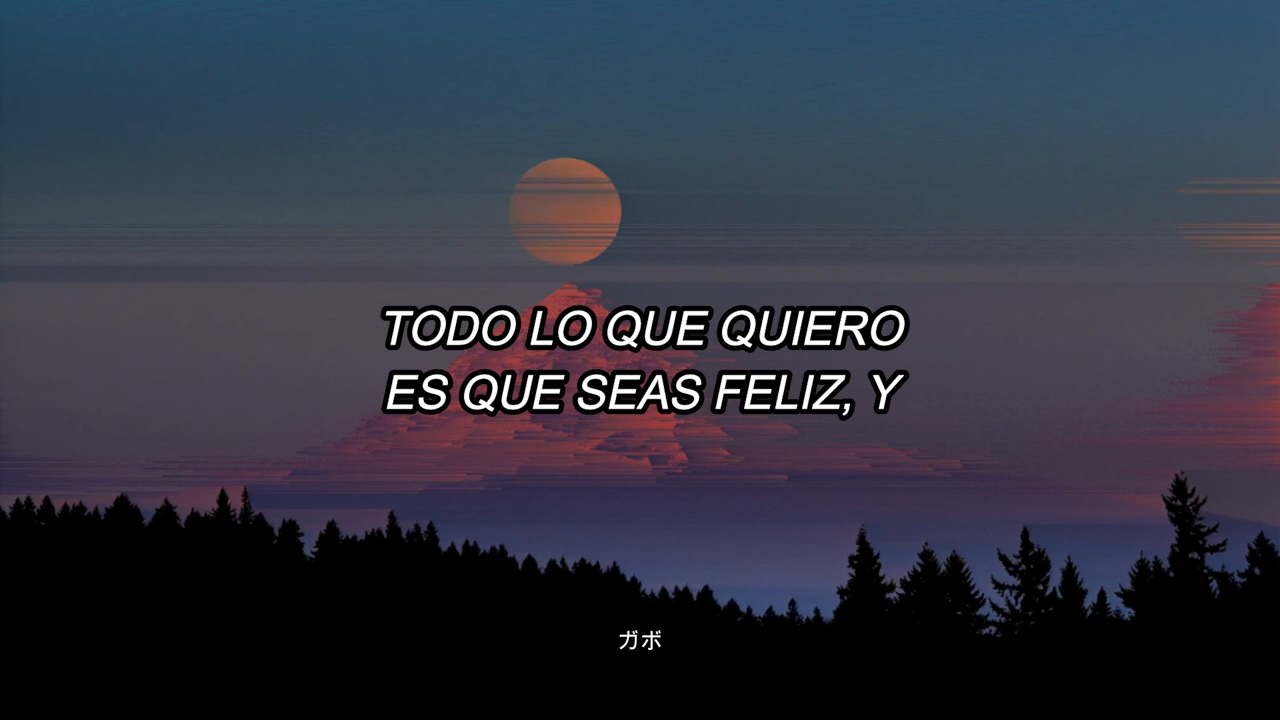 TODO LO QUE QUIERO
ES QUE SEAS FELIZ, Y
ガボ